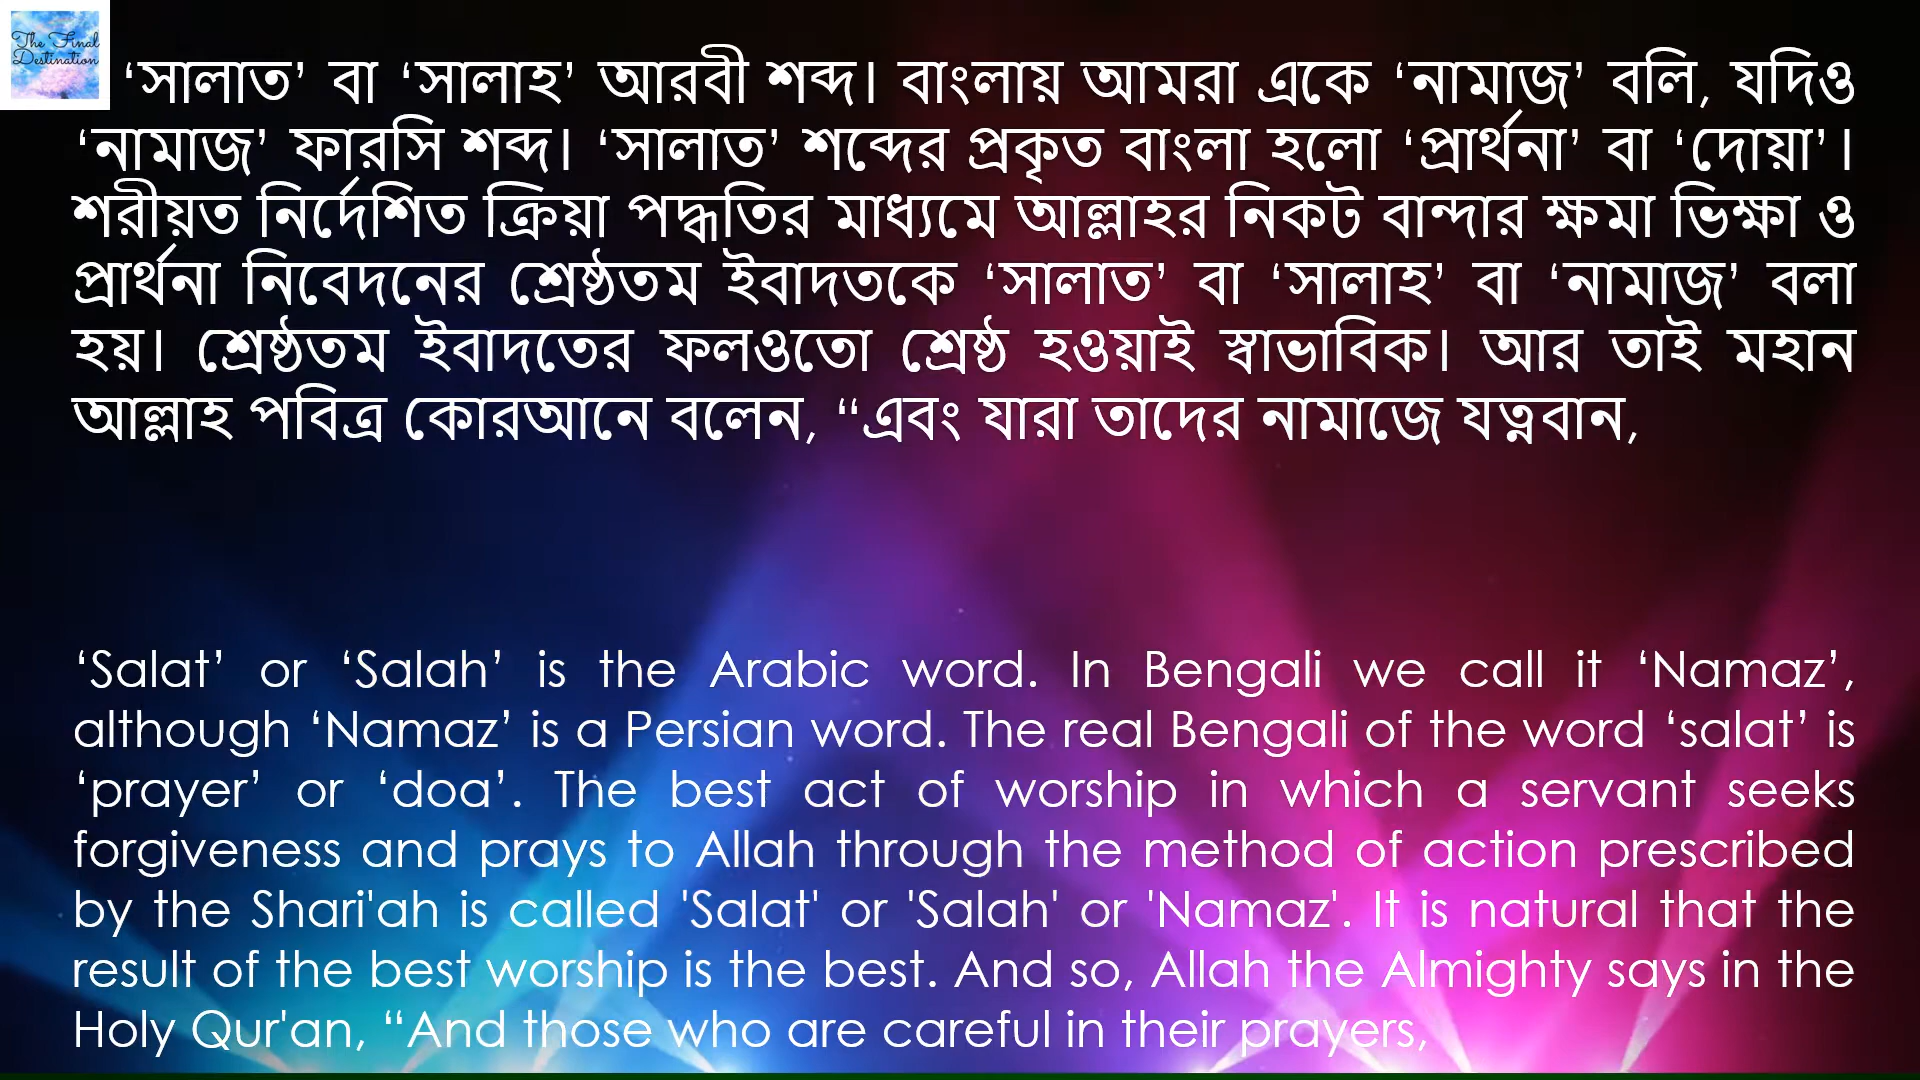 The Final
Destination
‘সালাত’ বা ‘সালাহ’ আরবী শব্দ। বাংলায় আমরা একে ‘নামাজ’ বলি, যদিও
‘নামাজ’ ফারসি শব্দ। ‘সালাত’ শব্দের প্রকৃত বাংলা হলো ‘প্রার্থনা’ বা ‘দোয়া’।
শরীয়ত নির্দেশিত ক্রিয়া পদ্ধতির মাধ্যমে আল্লাহর নিকট বান্দার ক্ষমা ভিক্ষা ও
প্রার্থনা নিবেদনের শ্রেষ্ঠতম ইবাদতকে ‘সালাত’ বা ‘সালাহ’ বা ‘নামাজ’ বলা
হয়। শ্রেষ্ঠতম ইবাদতের ফলওতো শ্রেষ্ঠ হওয়াই স্বাভাবিক। আর তাই মহান
আল্লাহ পবিত্র কোরআনে বলেন, “এবং যারা তাদের নামাজে যত্নবান,
‘Salat’ or ‘Salah’ is the Arabic word. In Bengali we call it ‘Namaz’,
although ‘Namaz’ is a Persian word. The real Bengali of the word ‘salat’ is
‘prayer’ or ‘doa’. The best act of worship in which a servant seeks
forgiveness and prays to Allah through the method of action prescribed
by the Shari'ah is called 'Salat' or 'Salah' or 'Namaz'. It is natural that the
result of the best worship is the best. And so, Allah the Almighty says in the
Holy Qur'an, “And those who are careful in their prayers,